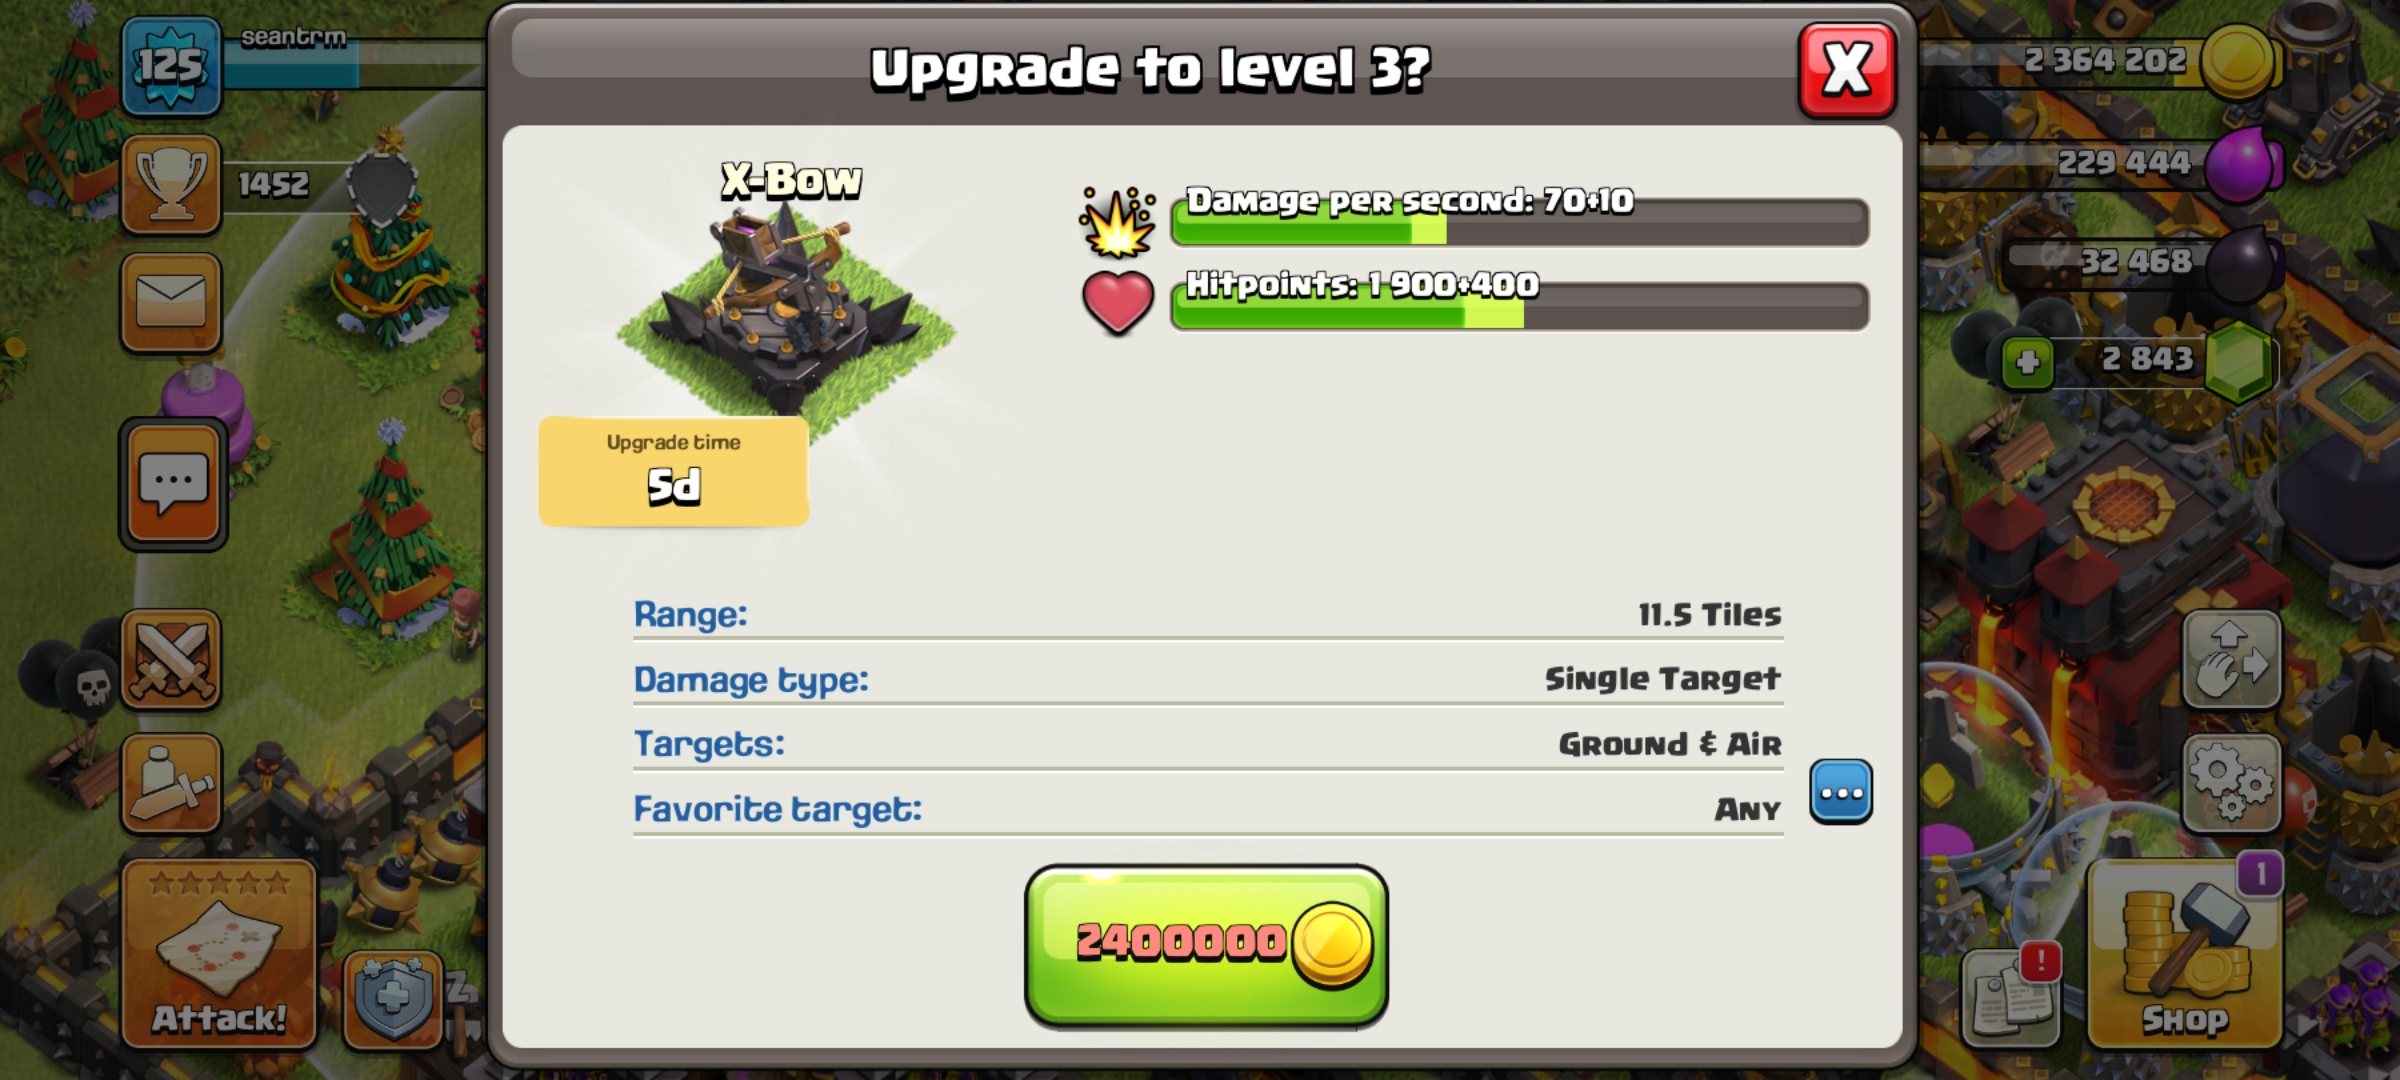 125
seantrm
1452
Upgrade to level 3?
X
2 364 202
229 444
32 468
2 843
X-Bow
Damage per second: 70+10
Hitpoints: 1 900+400
Upgrade time
5d
Range: 11.5 Tiles
Damage type: Single Target
Targets: Ground & Air
Favorite target: Any
2400000
Attack!
1
!
Shop